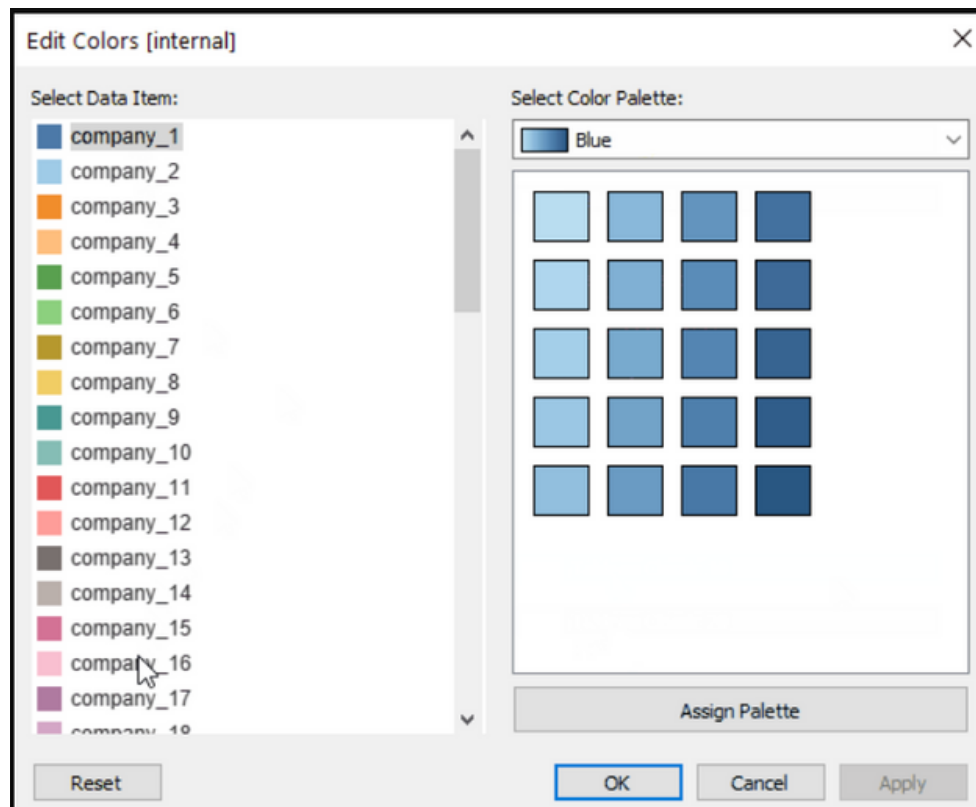 Edit Colors [internal]
Select Data Item:
company_1
company_2
company_3
company_4
company_5
company_6
company_7
company_8
company_9
company_10
company_11
company_12
company_13
company_14
company_15
company_16
company_17
company_18
Select Color Palette:
Blue
Assign Palette
Reset
OK
Cancel
Apply